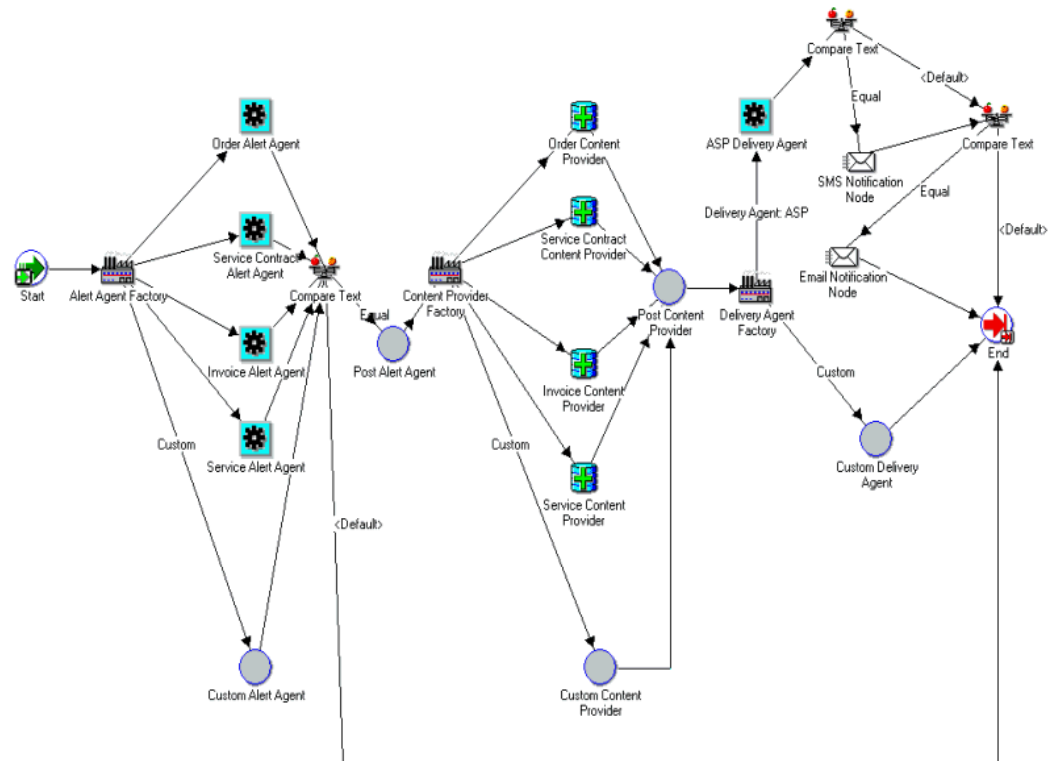 Compare Text
<Default>
Equal
Order Alert Agent
Order Content
Provider
ASP Delivery Agent
Compare Text
SMS Notification
Node
Equal
Delivery Agent: ASP
Service Contract
Alert Agent
Service Contract
Content Provider
<Default>
Email Notification
Node
Start
Alert Agent Factory
Compare Text
Content Provider
Factory
Post Content
Provider
Delivery Agent
Factory
Equal
Post Alert Agent
End
Invoice Alert Agent
Invoice Content
Provider
Custom
Custom
Custom
Service Alert Agent
Custom Delivery
Agent
Service Content
Provider
<Default>
Custom Alert Agent
Custom Content
Provider